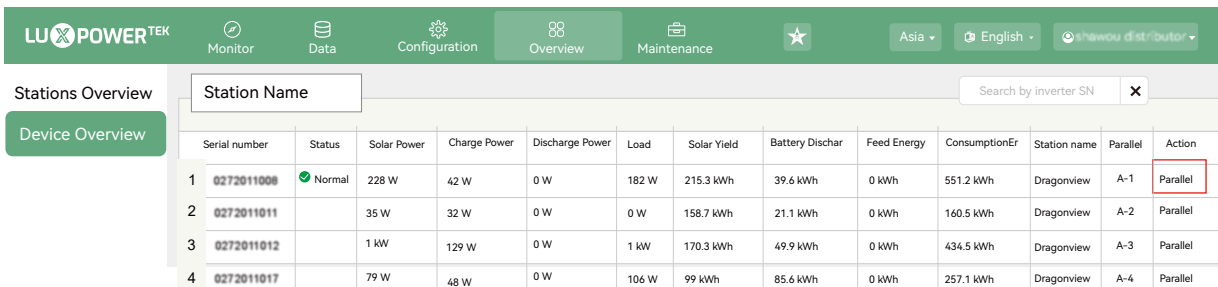 LUXPOWERTEK
Monitor
Data
Configuration
Overview
Maintenance
Asia
English
shawou distributor
Stations Overview
Device Overview
Station Name
Search by inverter SN
Serial number Status Solar Power Charge Power Discharge Power Load Solar Yield Battery Dischar Feed Energy ConsumptionEr Station name Parallel Action
1 0272011008 Normal 228 W 42 W 0 W 182 W 215.3 kWh 39.6 kWh 0 kWh 551.2 kWh Dragonview A-1 Parallel
2 0272011011 35 W 32 W 0 W 0 W 158.7 kWh 21.1 kWh 0 kWh 160.5 kWh Dragonview A-2 Parallel
3 0272011012 1 kW 129 W 0 W 1 kW 170.3 kWh 49.9 kWh 0 kWh 434.5 kWh Dragonview A-3 Parallel
4 0272011017 79 W 48 W 0 W 106 W 99 kWh 85.6 kWh 0 kWh 257.1 kWh Dragonview A-4 Parallel